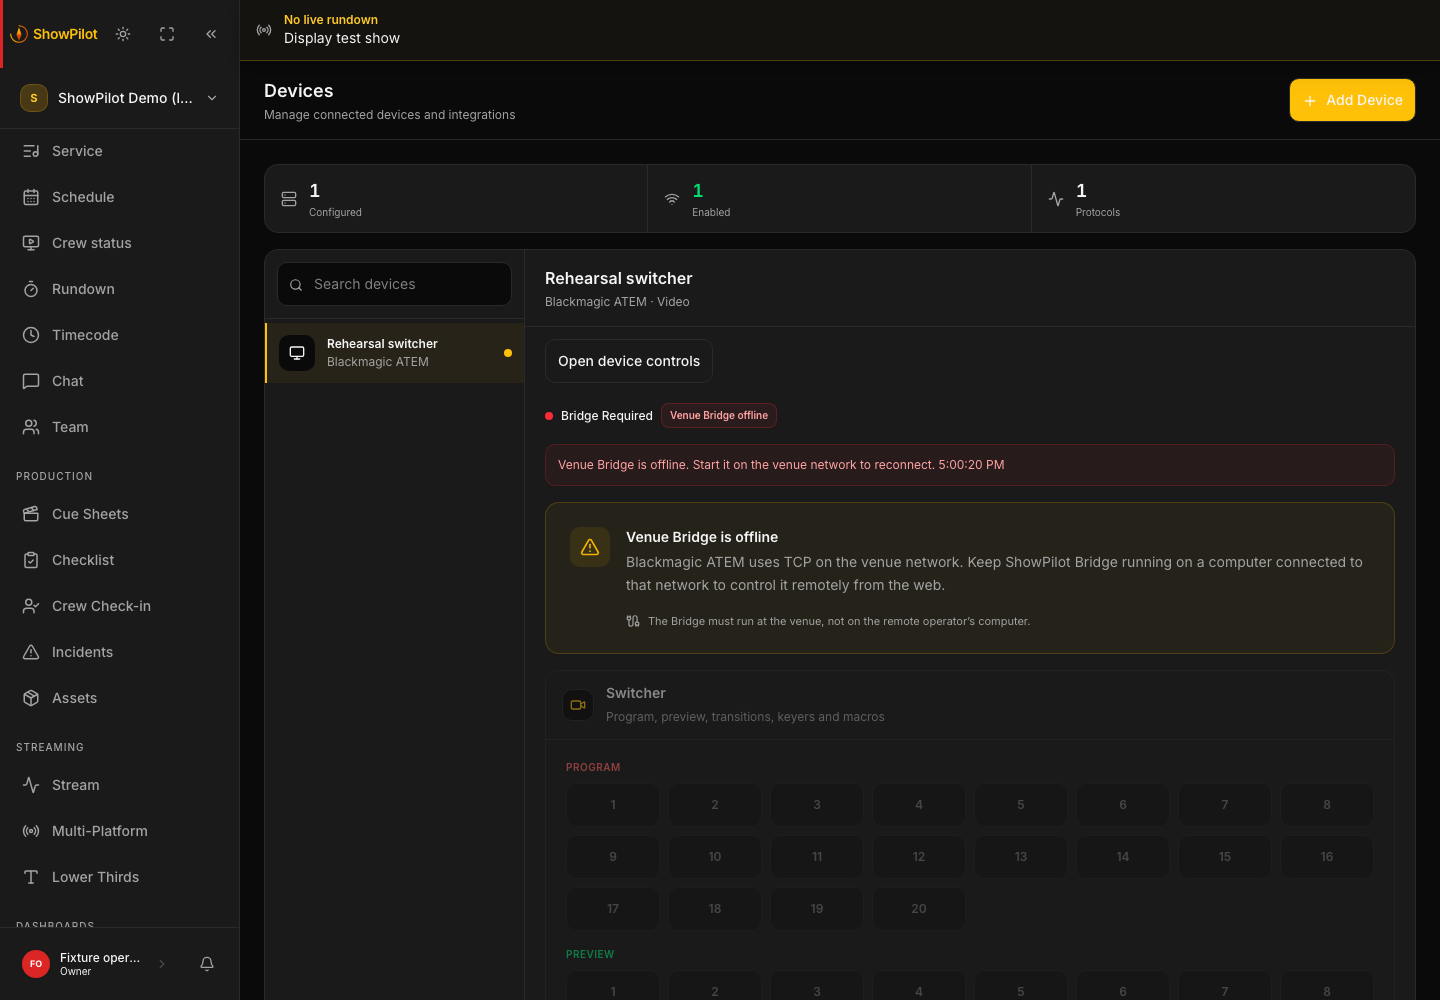 ShowPilot
S
ShowPilot Demo (I...
Service
Schedule
Crew status
Rundown
Timecode
Chat
Team
PRODUCTION
Cue Sheets
Checklist
Crew Check-in
Incidents
Assets
STREAMING
Stream
Multi-Platform
Lower Thirds
DASHBOARDS
FO
Fixture oper...
Owner
No live rundown
Display test show
Devices
Manage connected devices and integrations
Add Device
1
Configured
1
Enabled
1
Protocols
Search devices
Rehearsal switcher
Blackmagic ATEM
Rehearsal switcher
Blackmagic ATEM · Video
Open device controls
Bridge Required
Venue Bridge offline
Venue Bridge is offline. Start it on the venue network to reconnect. 5:00:20 PM
Venue Bridge is offline
Blackmagic ATEM uses TCP on the venue network. Keep ShowPilot Bridge running on a computer connected to
that network to control it remotely from the web.
The Bridge must run at the venue, not on the remote operator’s computer.
Switcher
Program, preview, transitions, keyers and macros
PROGRAM
1 2 3 4 5 6 7 8
9 10 11 12 13 14 15 16
17 18 19 20
PREVIEW
1 2 3 4 5 6 7 8